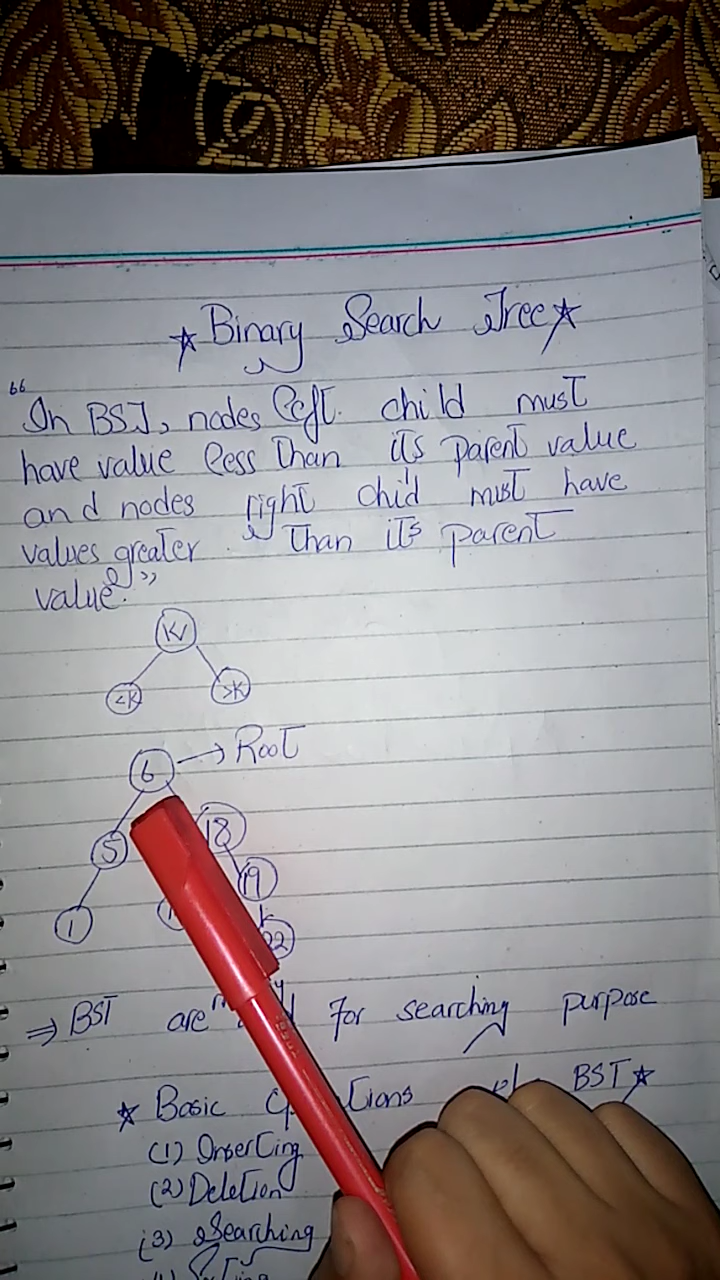 ★ Binary Search Tree ★
"In BST, nodes left child must
have value less than its parent value
and nodes right chid must have
values greater than its parent
value."
K
<K >K
6 → Root
5 18
19
1
22
⇒ BST are for searching purpose
★ Basic BST ★
(1) Inserting
(2) Deletion
(3) Searching